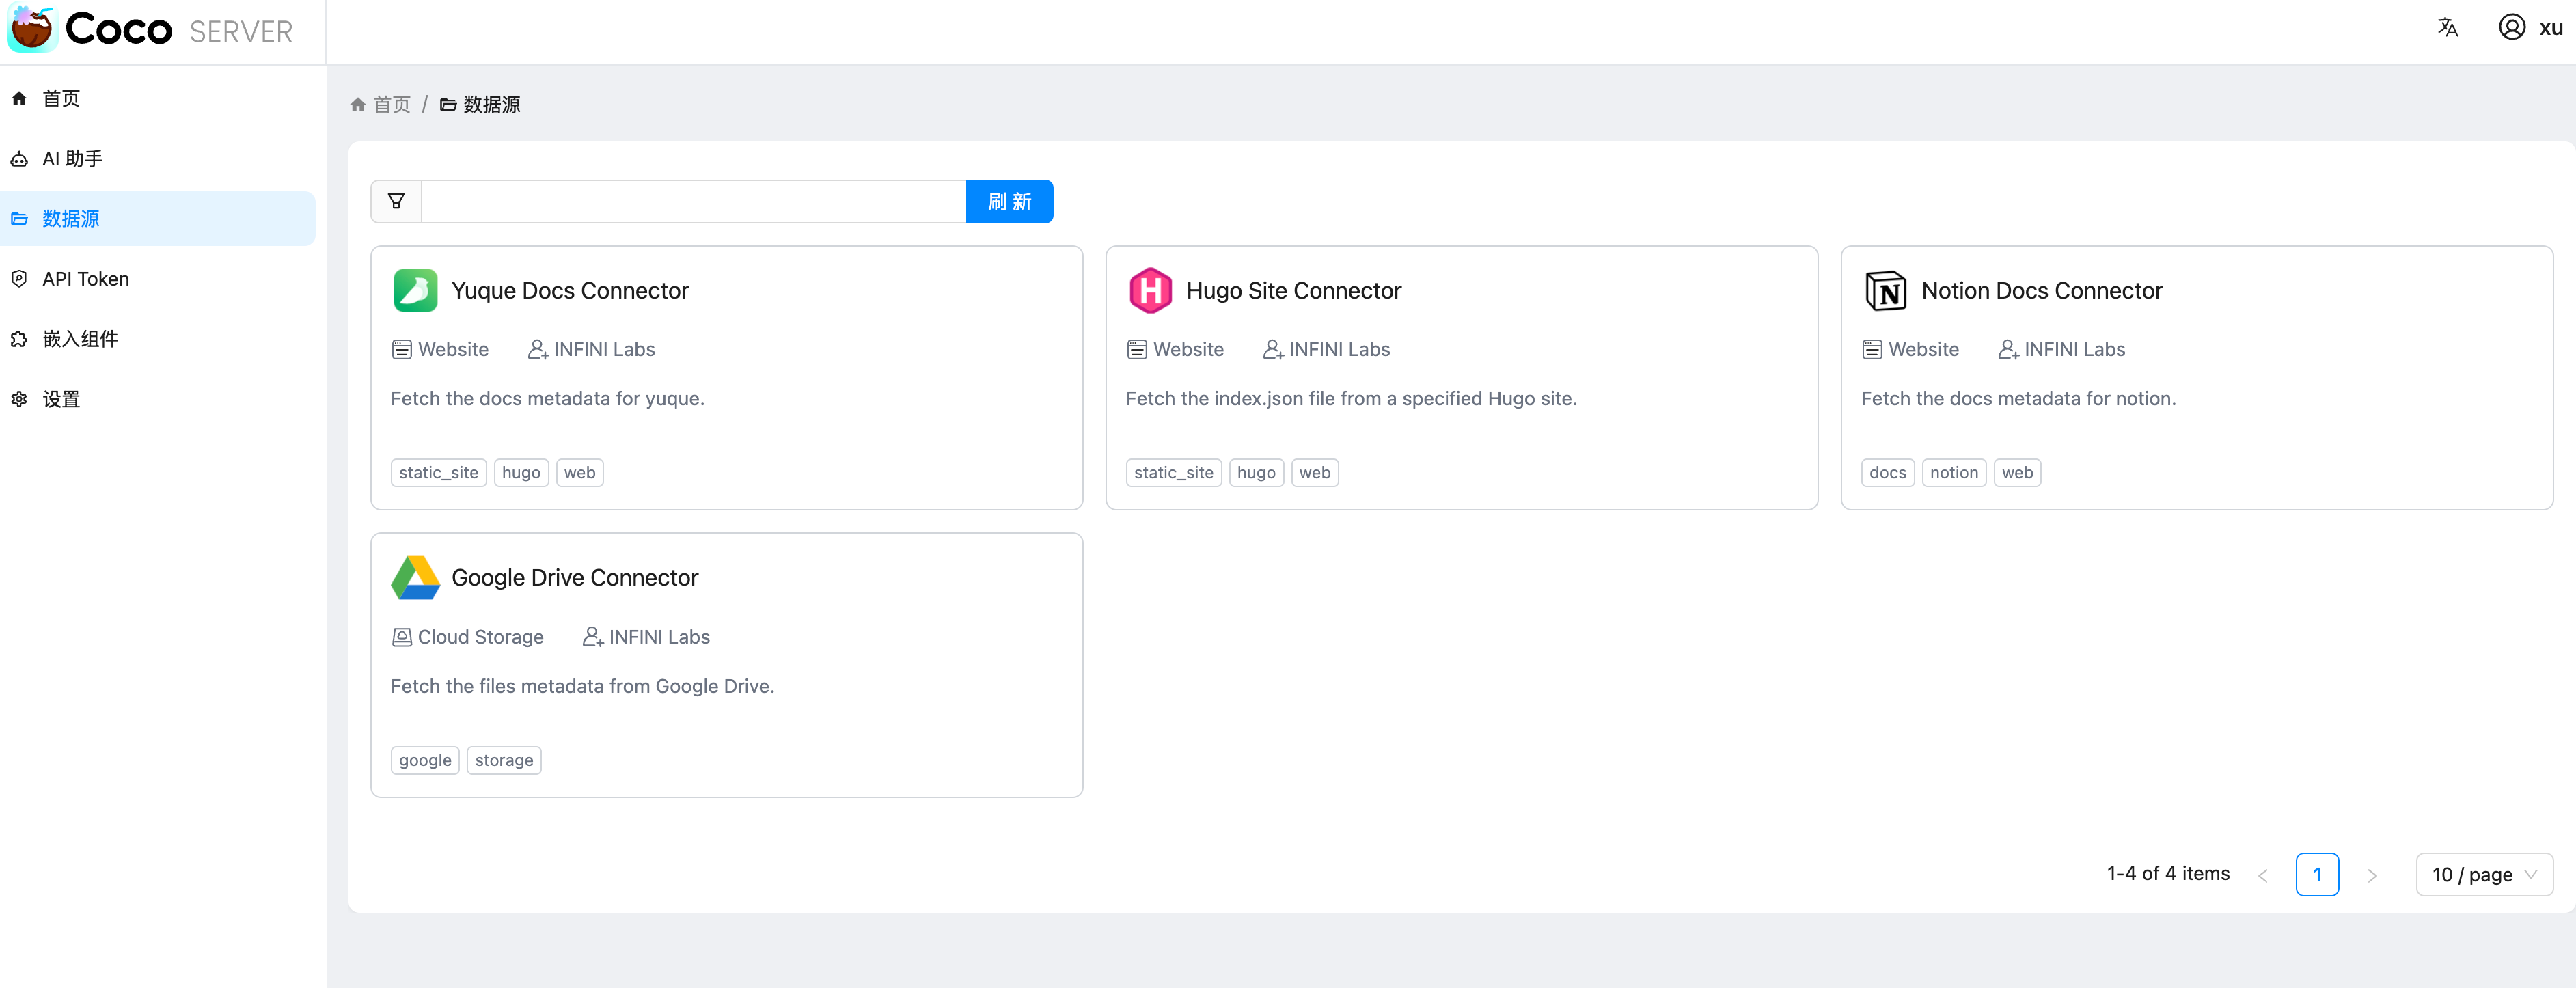 Coco SERVER
xu
首页
AI 助手
数据源
API Token
嵌入组件
设置
首页 / 数据源
刷 新
Yuque Docs Connector
Website INFINI Labs
Fetch the docs metadata for yuque.
static_site hugo web
Hugo Site Connector
Website INFINI Labs
Fetch the index.json file from a specified Hugo site.
static_site hugo web
Notion Docs Connector
Website INFINI Labs
Fetch the docs metadata for notion.
docs notion web
Google Drive Connector
Cloud Storage INFINI Labs
Fetch the files metadata from Google Drive.
google storage
1-4 of 4 items < 1 > 10 / page